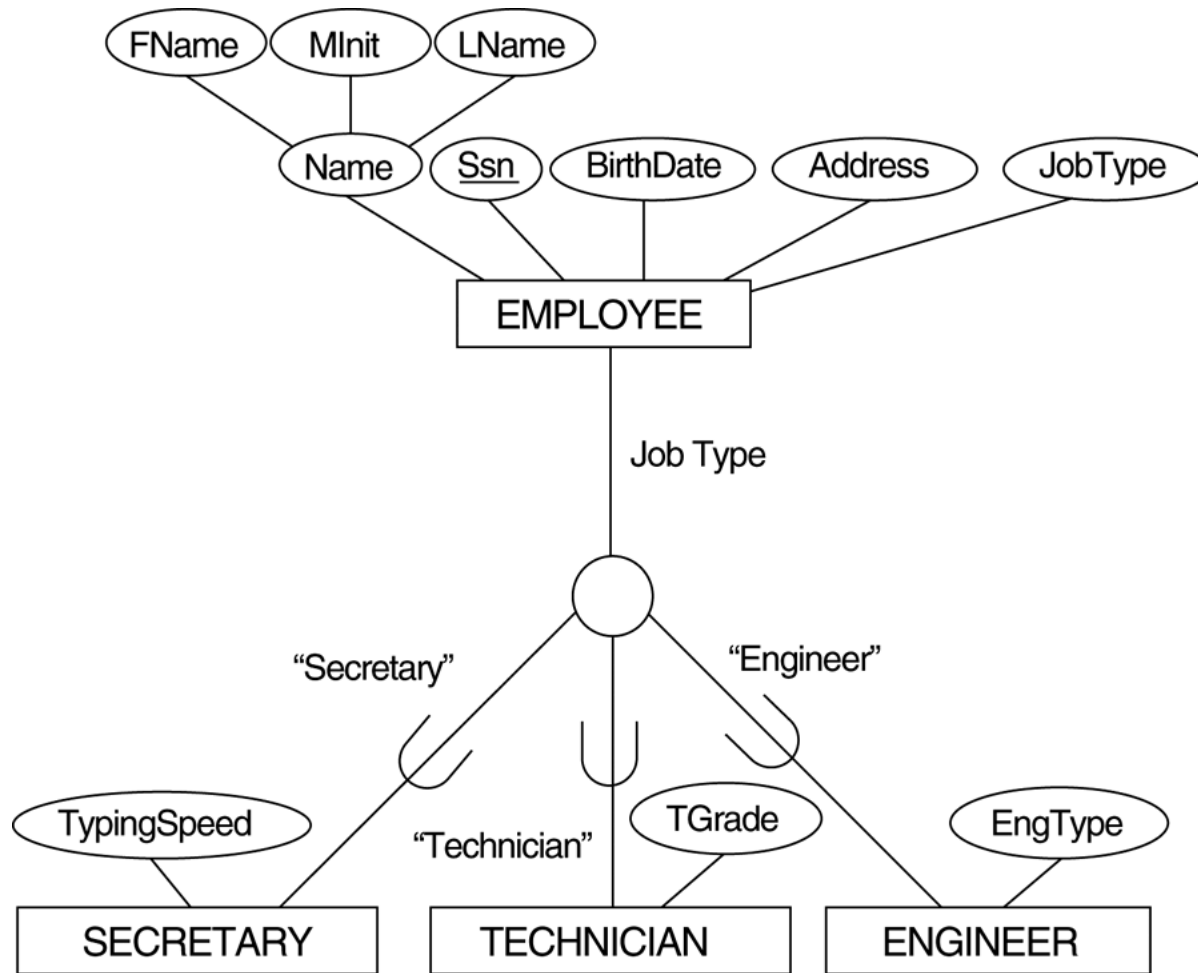 FName
MInit
LName
Name
Ssn
BirthDate
Address
JobType
EMPLOYEE
Job Type
“Secretary”
“Engineer”
“Technician”
TypingSpeed
TGrade
EngType
SECRETARY
TECHNICIAN
ENGINEER